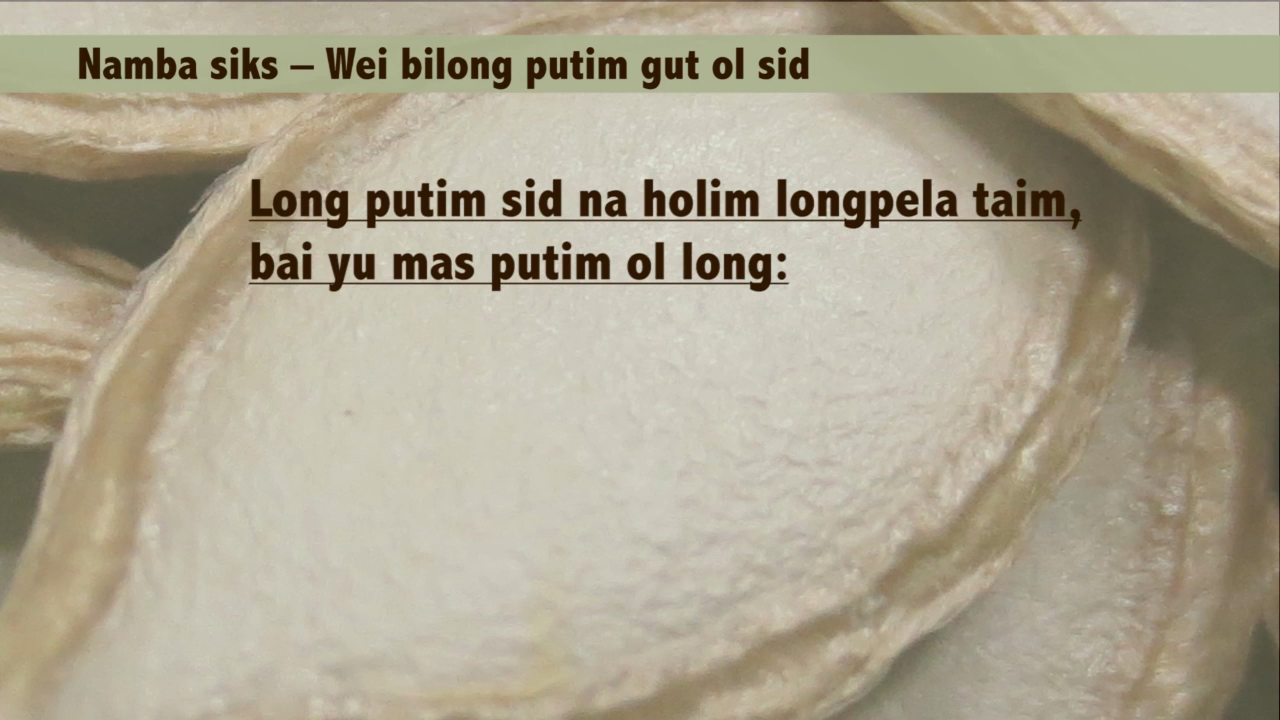 Namba siks – Wei bilong putim gut ol sid
Long putim sid na holim longpela taim,
bai yu mas putim ol long: